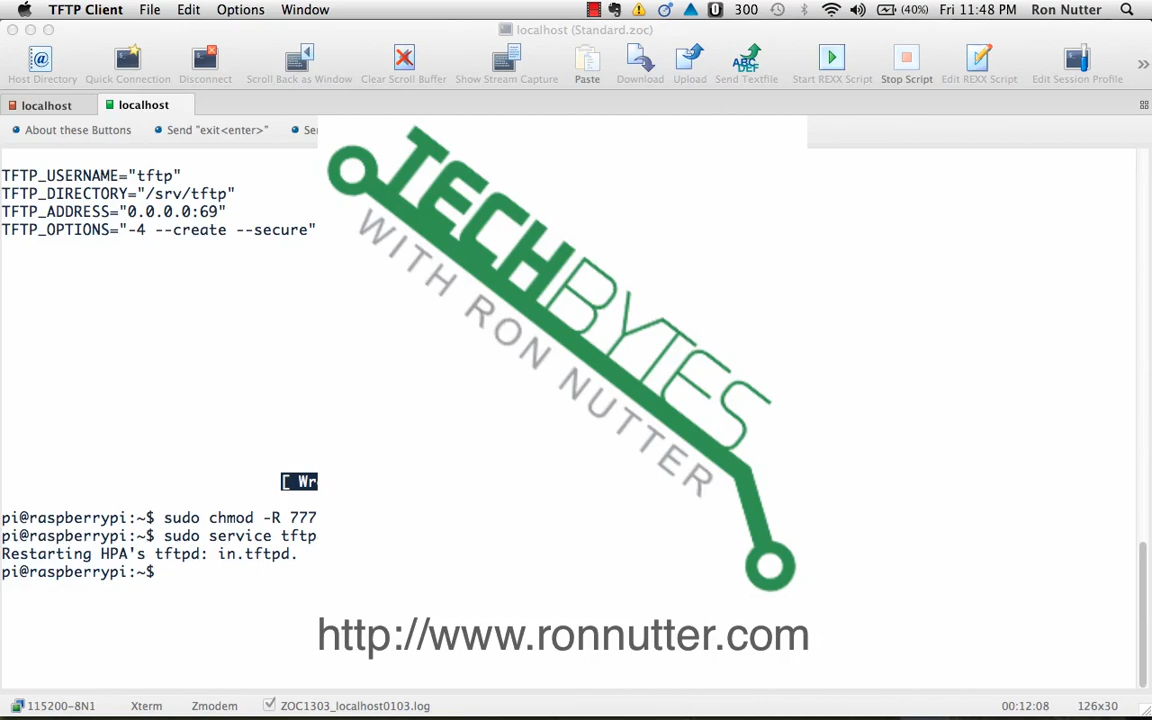 TFTP Client File Edit Options Window 300 (40%) Fri 11:48 PM Ron Nutter
localhost (Standard.zoc)
Host Directory Quick Connection Disconnect Scroll Back as Window Clear Scroll Buffer Show Stream Capture Paste Download Upload Send Textfile Start REXX Script Stop Script Edit REXX Script Edit Session Profile
localhost localhost
About these Buttons Send "exit<enter>"
TFTP_USERNAME="tftp"
TFTP_DIRECTORY="/srv/tftp"
TFTP_ADDRESS="0.0.0.0:69"
TFTP_OPTIONS="-4 --create --secure"
TECHBYTES
WITH RON NUTTER
pi@raspberrypi:~$ sudo chmod -R 777
pi@raspberrypi:~$ sudo service tftp
Restarting HPA's tftpd: in.tftpd.
pi@raspberrypi:~$
http://www.ronnutter.com
115200-8N1 Xterm Zmodem ZOC1303_localhost0103.log 00:12:08 126x30